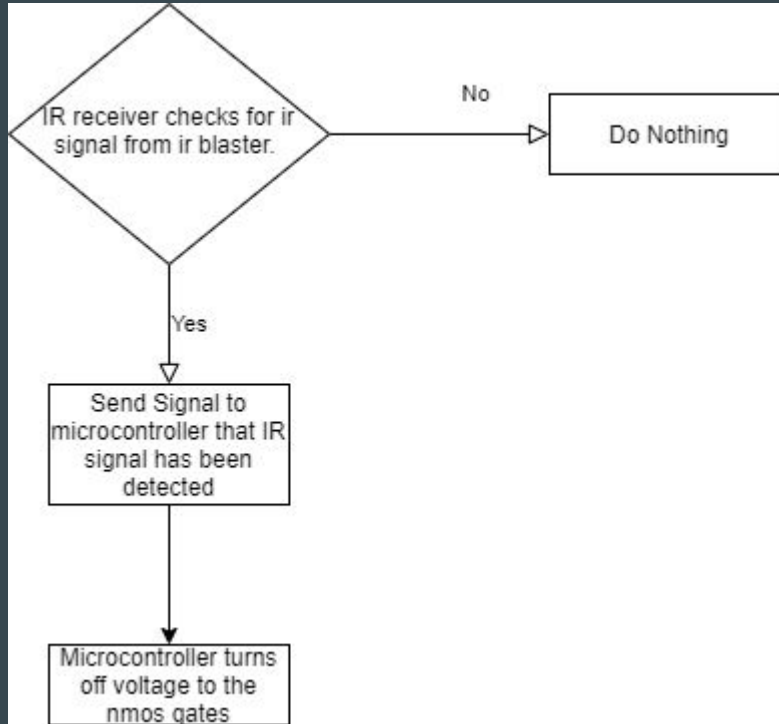 IR receiver checks for ir
signal from ir blaster.
No
Do Nothing
Yes
Send Signal to
microcontroller that IR
signal has been
detected
Microcontroller turns
off voltage to the
nmos gates